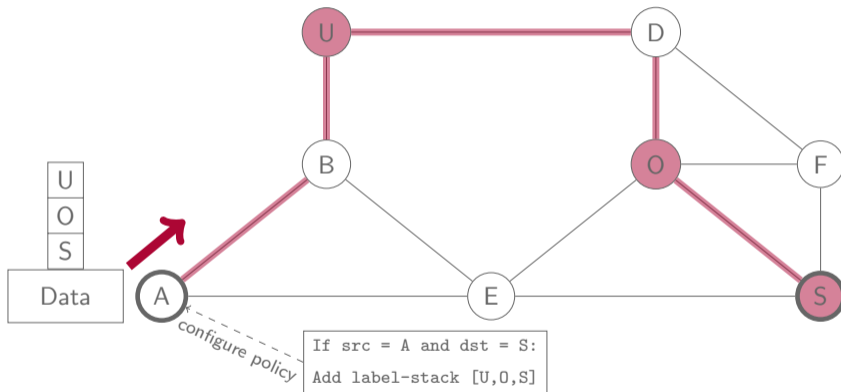 U
D
U
B
O
F
O
S
Data
A
E
S
configure policy
If src = A and dst = S:
Add label-stack [U,O,S]